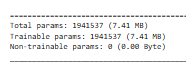 Total params: 1941537 (7.41 MB)
Trainable params: 1941537 (7.41 MB)
Non-trainable params: 0 (0.00 Byte)